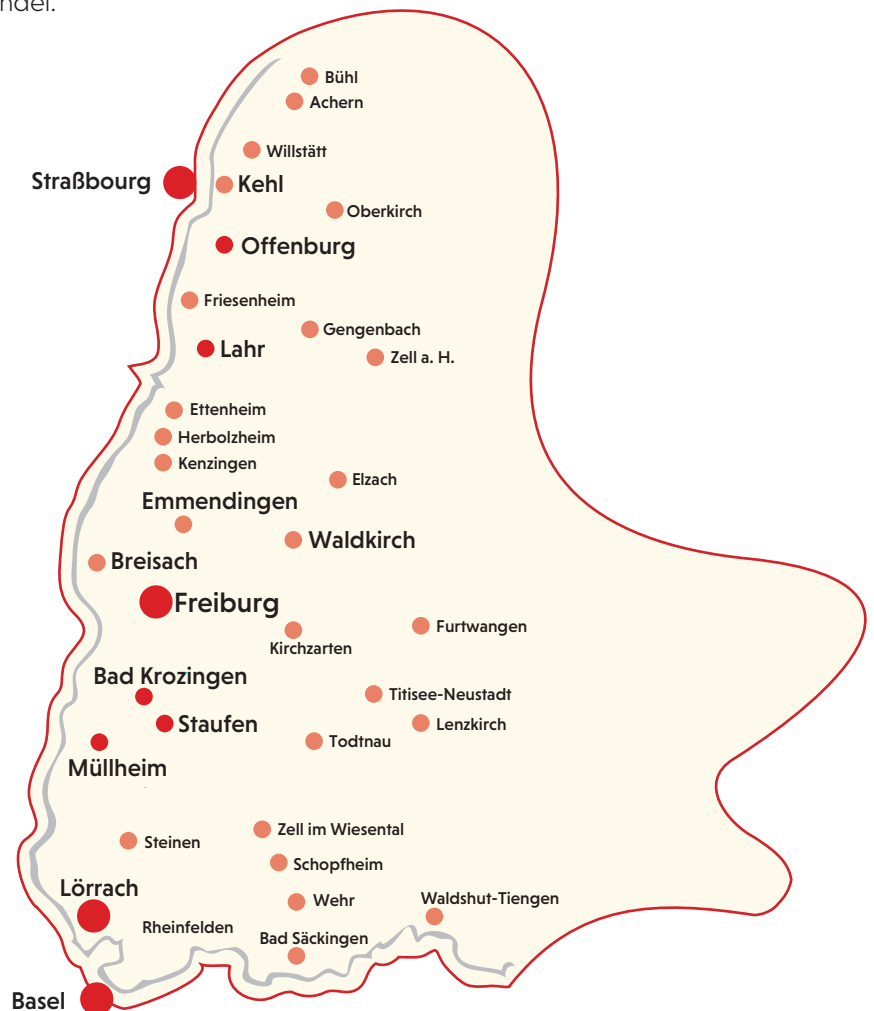 Bühl
Achern
Willstätt
Straßbourg
Kehl
Oberkirch
Offenburg
Friesenheim
Gengenbach
Lahr
Zell a. H.
Ettenheim
Herbolzheim
Kenzingen
Elzach
Emmendingen
Waldkirch
Breisach
Freiburg
Furtwangen
Kirchzarten
Bad Krozingen
Titisee-Neustadt
Staufen
Lenzkirch
Todtnau
Müllheim
Zell im Wiesental
Steinen
Schopfheim
Lörrach
Wehr
Waldshut-Tiengen
Rheinfelden
Bad Säckingen
Basel